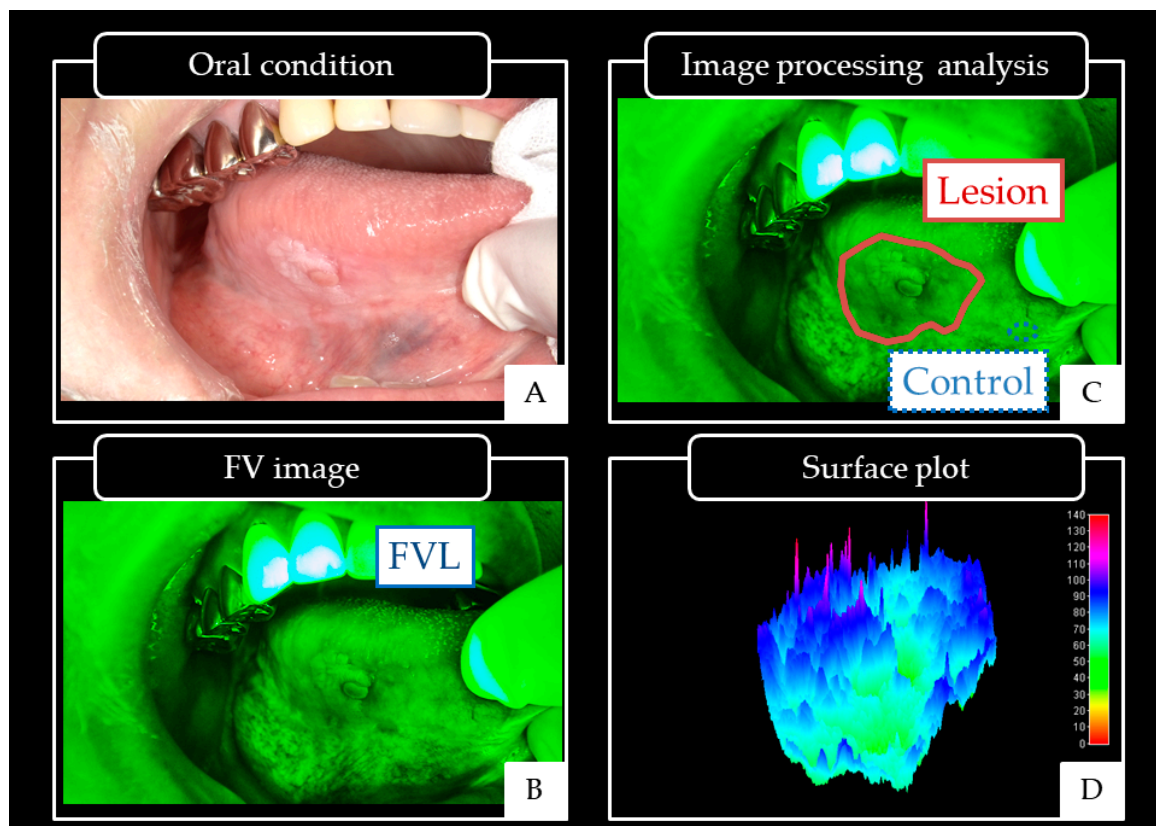 Oral condition
A
Image processing analysis
Lesion
Control
C
FV image
FVL
B
Surface plot
140
130
120
110
100
90
80
70
60
50
40
30
20
10
0
D